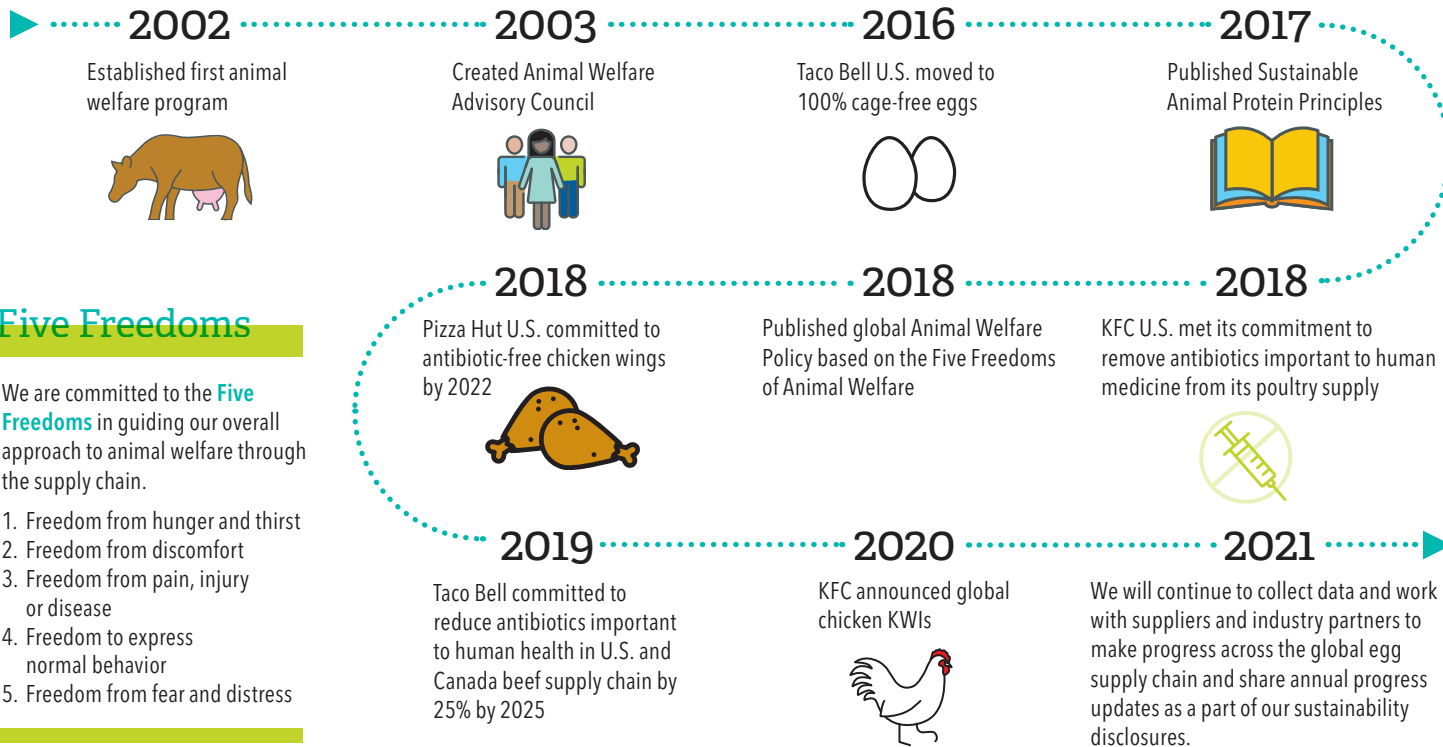 2002
Established first animal
welfare program
2003
Created Animal Welfare
Advisory Council
2016
Taco Bell U.S. moved to
100% cage-free eggs
2017
Published Sustainable
Animal Protein Principles
2018
KFC U.S. met its commitment to
remove antibiotics important to human
medicine from its poultry supply
2018
Published global Animal Welfare
Policy based on the Five Freedoms
of Animal Welfare
2018
Pizza Hut U.S. committed to
antibiotic-free chicken wings
by 2022
2019
Taco Bell committed to
reduce antibiotics important
to human health in U.S. and
Canada beef supply chain by
25% by 2025
2020
KFC announced global
chicken KWIs
2021
We will continue to collect data and work
with suppliers and industry partners to
make progress across the global egg
supply chain and share annual progress
updates as a part of our sustainability
disclosures.
Five Freedoms
We are committed to the Five
Freedoms in guiding our overall
approach to animal welfare through
the supply chain.
1. Freedom from hunger and thirst
2. Freedom from discomfort
3. Freedom from pain, injury
or disease
4. Freedom to express
normal behavior
5. Freedom from fear and distress